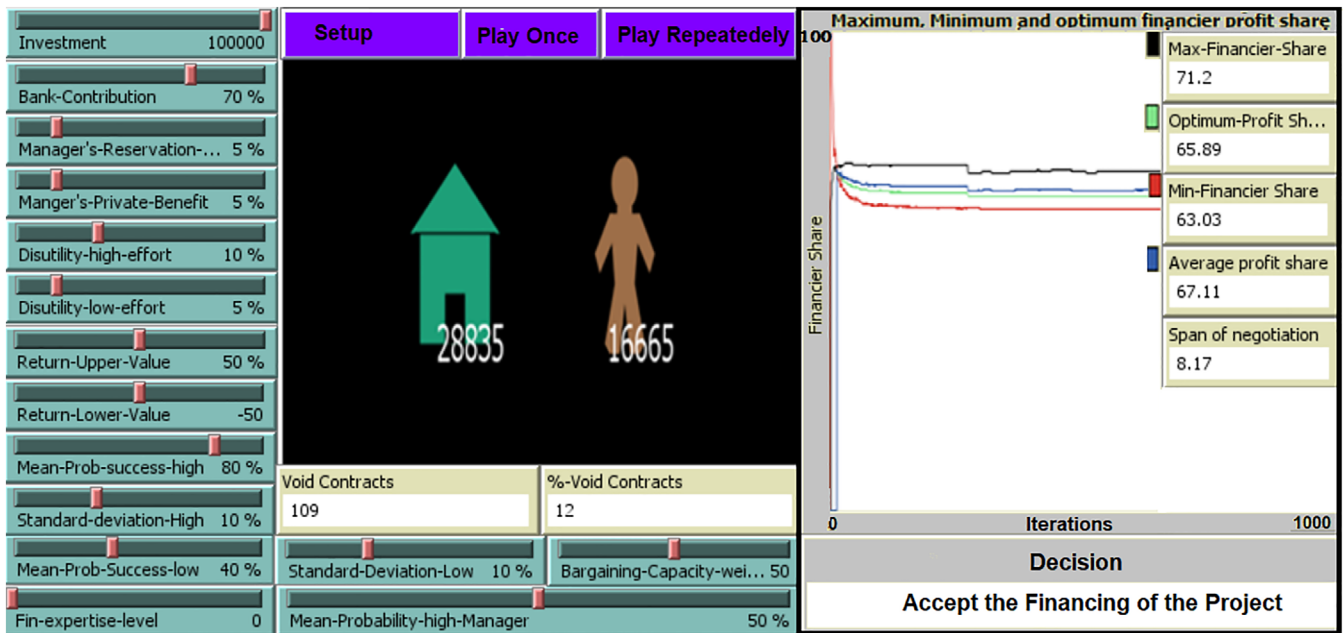 Investment 100000
Bank-Contribution 70 %
Manager's-Reservation-... 5 %
Manger's-Private-Benefit 5 %
Disutility-high-effort 10 %
Disutility-low-effort 5 %
Return-Upper-Value 50 %
Return-Lower-Value -50
Mean-Prob-success-high 80 %
Standard-deviation-High 10 %
Mean-Prob-Success-low 40 %
Fin-expertise-level 0
Setup
Play Once
Play Repeatedely
28835
16665
Void Contracts
109
%-Void Contracts
12
Standard-Deviation-Low 10 %
Bargaining-Capacity-wei... 50
Mean-Probability-high-Manager 50 %
Maximum, Minimum and optimum financier profit share
100
Financier Share
Max-Financier-Share
71.2
Optimum-Profit Sh...
65.89
Min-Financier Share
63.03
Average profit share
67.11
Span of negotiation
8.17
0 Iterations 1000
Decision
Accept the Financing of the Project